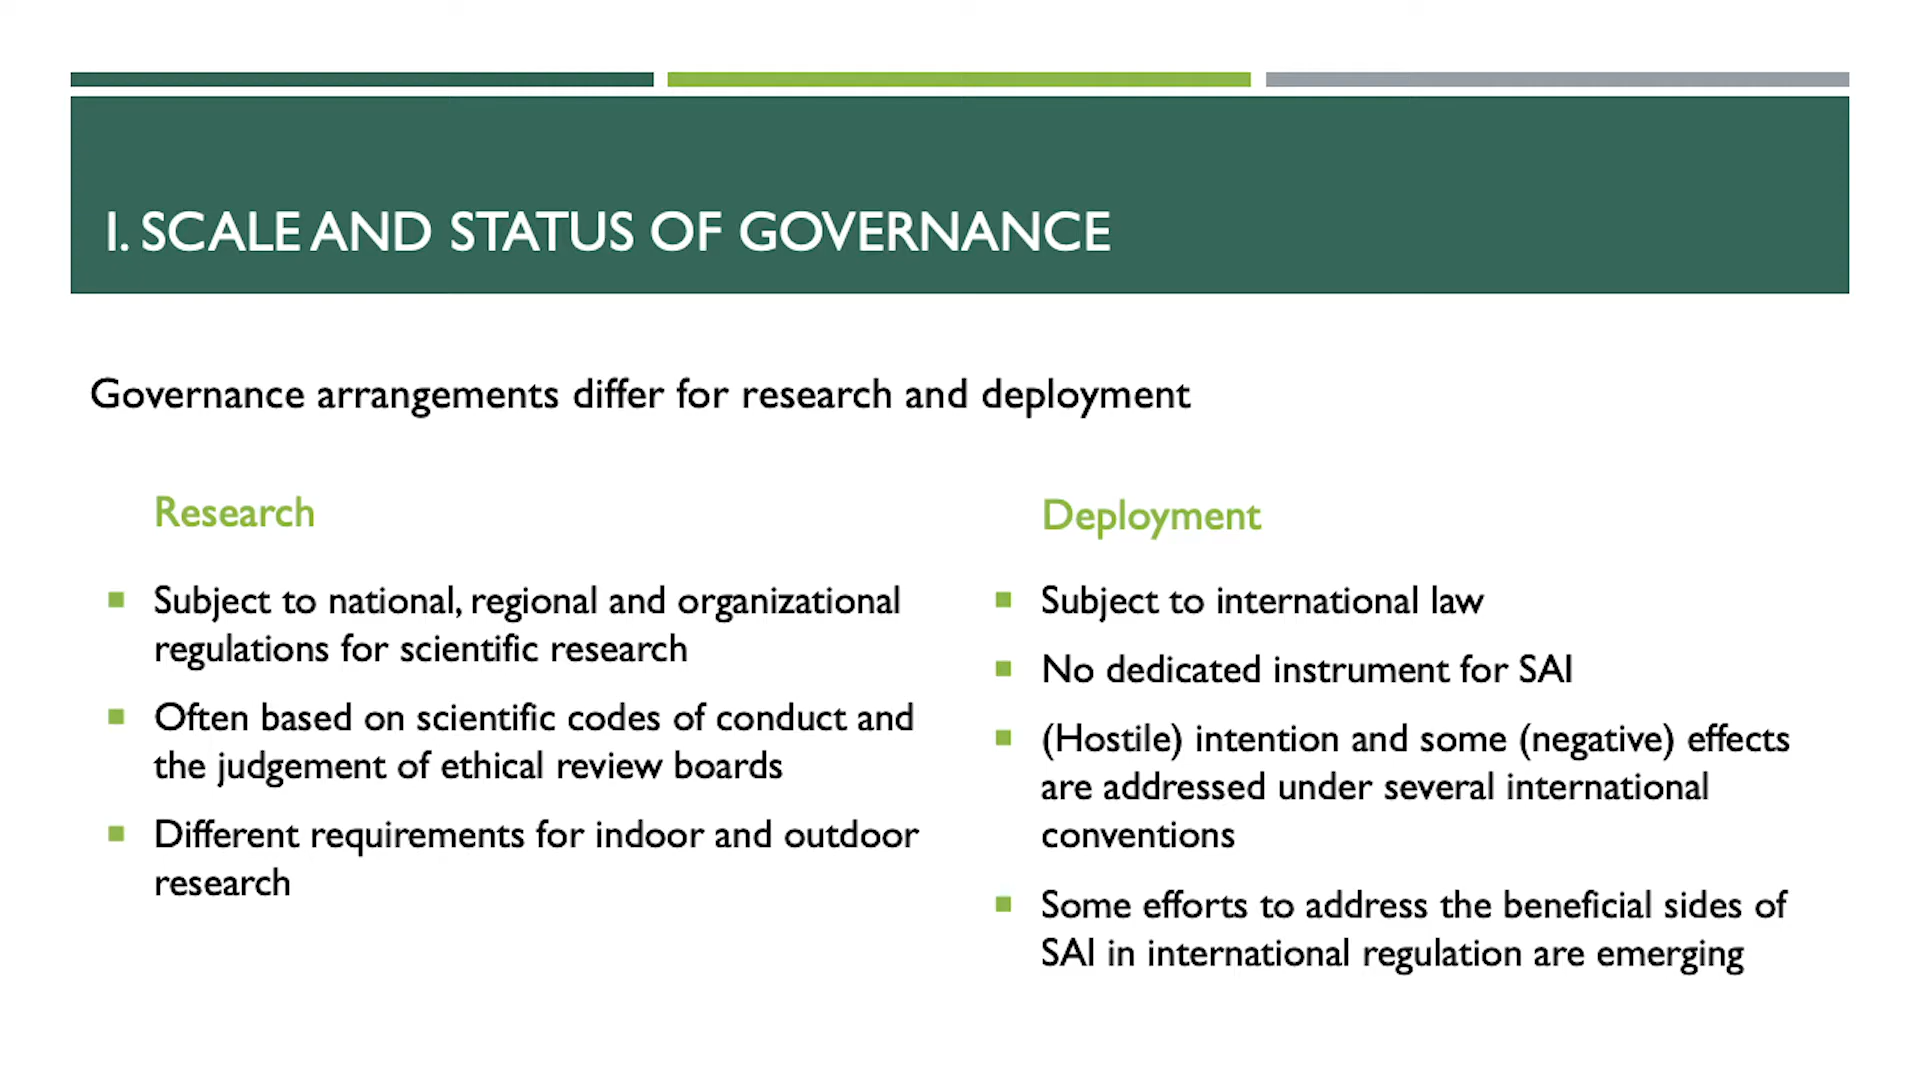 I. SCALE AND STATUS OF GOVERNANCE
Governance arrangements differ for research and deployment
Research
Subject to national, regional and organizational
regulations for scientific research
Often based on scientific codes of conduct and
the judgement of ethical review boards
Different requirements for indoor and outdoor
research
Deployment
Subject to international law
No dedicated instrument for SAI
(Hostile) intention and some (negative) effects
are addressed under several international
conventions
Some efforts to address the beneficial sides of
SAI in international regulation are emerging